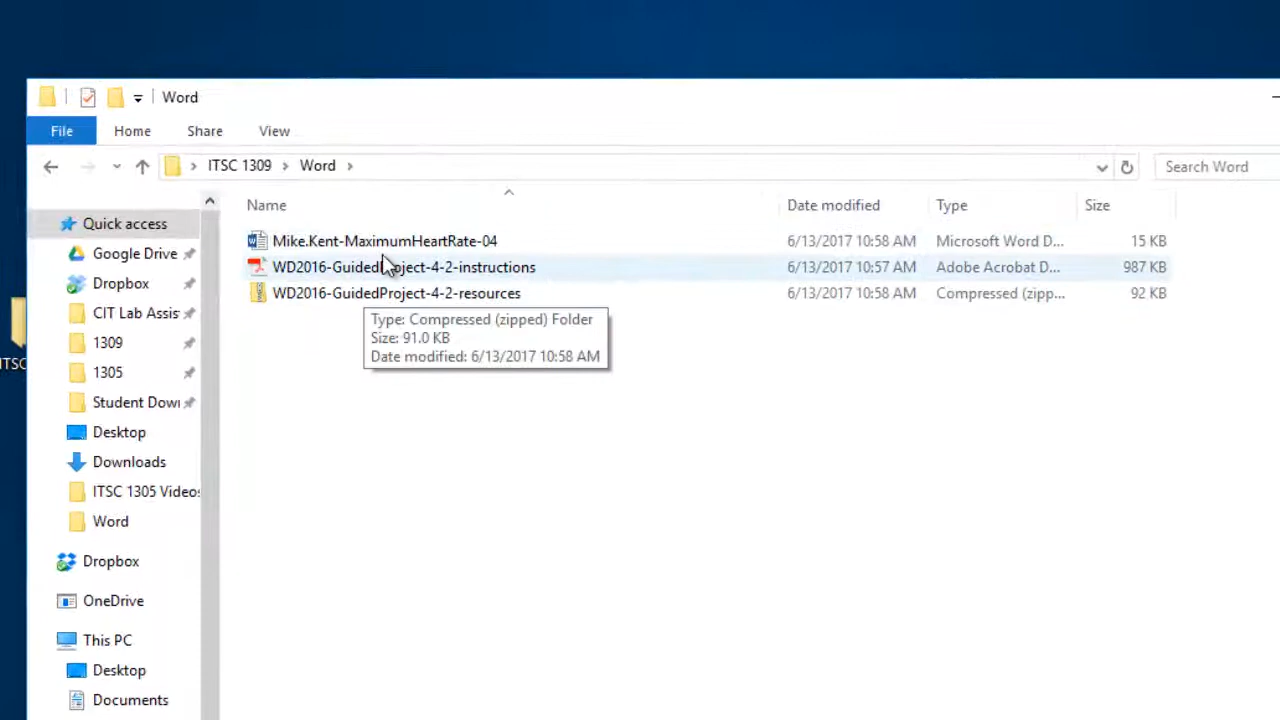 Word
File Home Share View
ITSC 1309 Word Search Word
Name Date modified Type Size
Quick access
Google Drive
Dropbox
CIT Lab Assis
1309
1305
Student Dow
Desktop
Downloads
ITSC 1305 Videos
Word
Dropbox
OneDrive
This PC
Desktop
Documents
Mike.Kent-MaximumHeartRate-04 6/13/2017 10:58 AM Microsoft Word D... 15 KB
WD2016-GuidedProject-4-2-instructions 6/13/2017 10:57 AM Adobe Acrobat D... 987 KB
WD2016-GuidedProject-4-2-resources 6/13/2017 10:58 AM Compressed (zipp... 92 KB
Type: Compressed (zipped) Folder
Size: 91.0 KB
Date modified: 6/13/2017 10:58 AM
ITSC